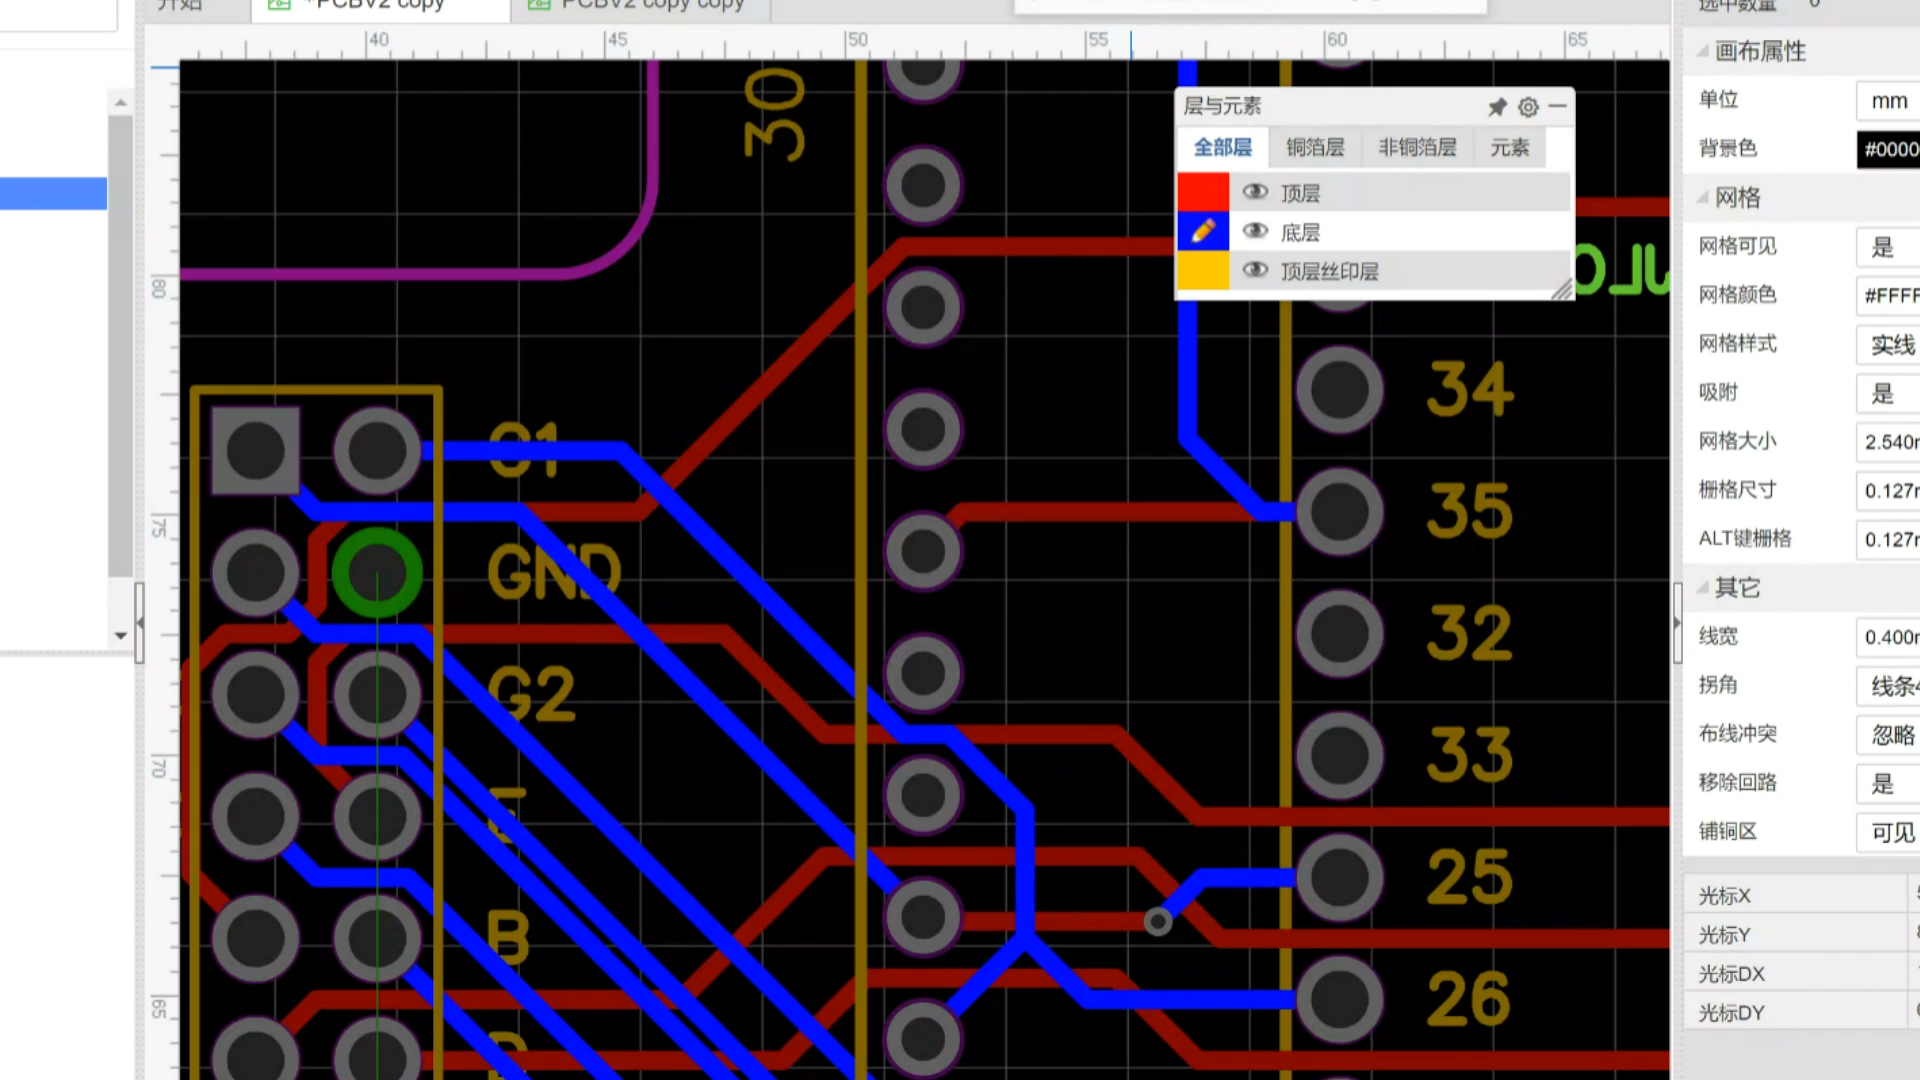 开始
*PCBV2 copy
PCBV2 copy copy
选中数量 0
40
45
50
55
60
65
画布属性
单位 mm
背景色 #0000
网格
网格可见 是
网格颜色 #FFFF
网格样式 实线
吸附 是
网格大小 2.540
栅格尺寸 0.127
ALT键栅格 0.127
其它
线宽 0.400
拐角 线条
布线冲突 忽略
移除回路 是
铺铜区 可见
光标X
光标Y
光标DX
光标DY
层与元素
全部层
铜箔层
非铜箔层
元素
顶层
底层
顶层丝印层
80
75
70
65
30
G1
GND
G2
E
B
D
34
35
32
33
25
26